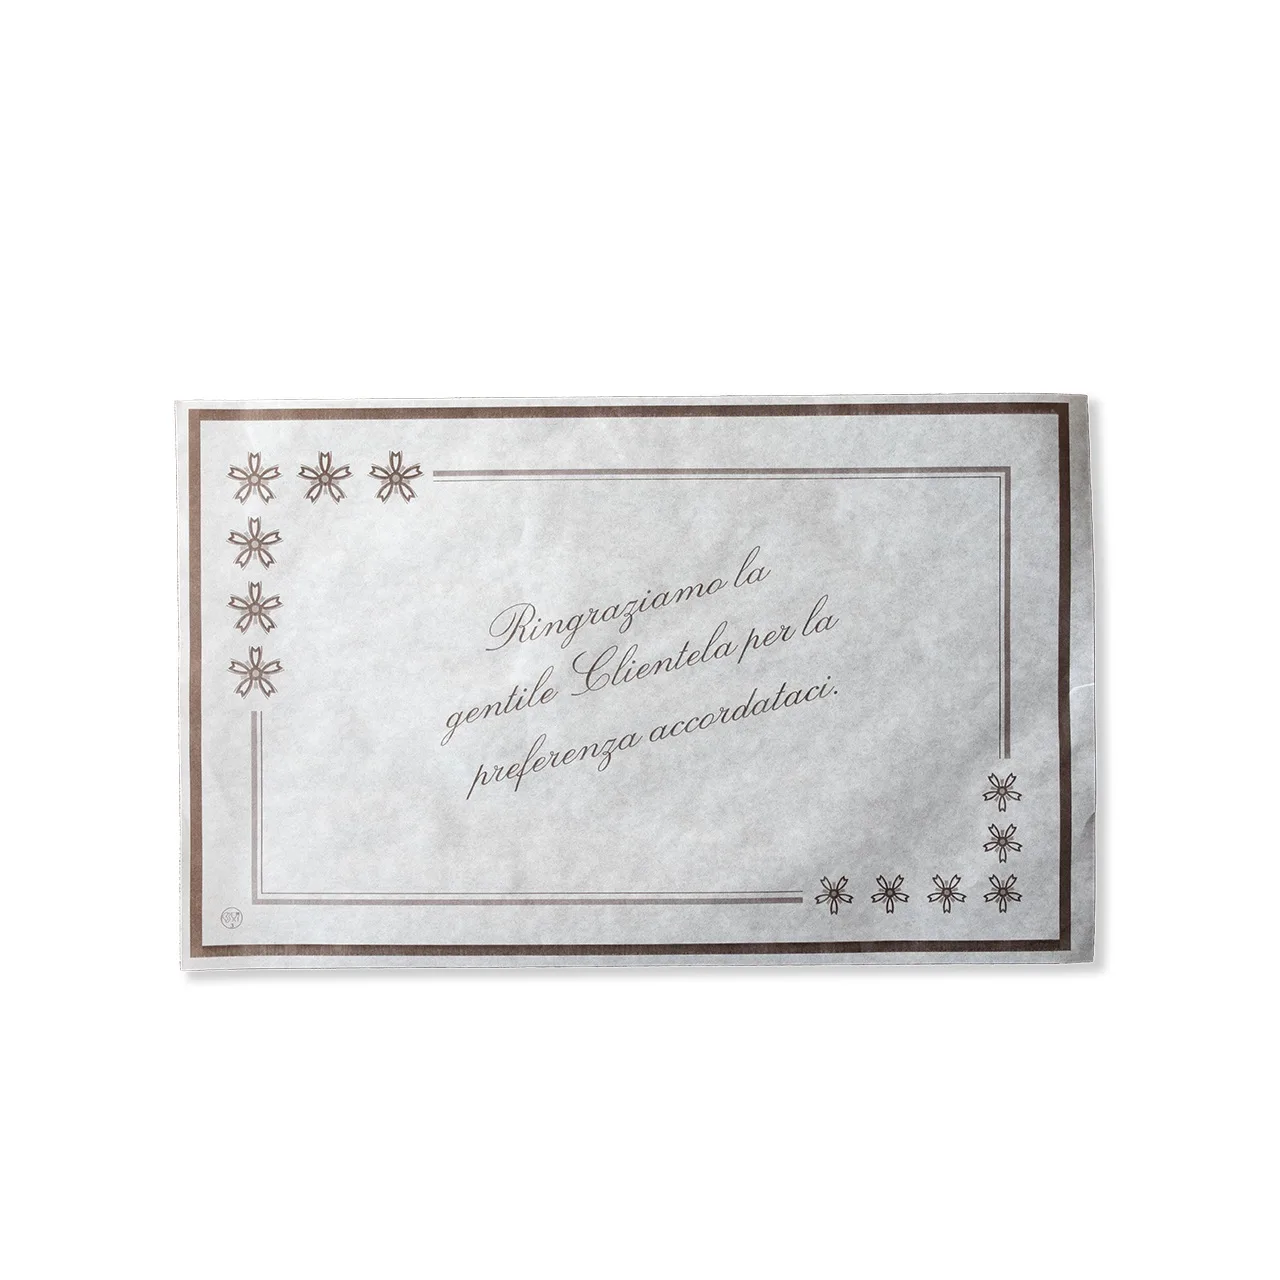 Ringraziamo la
gentile Clientela per la
preferenza accordataci.